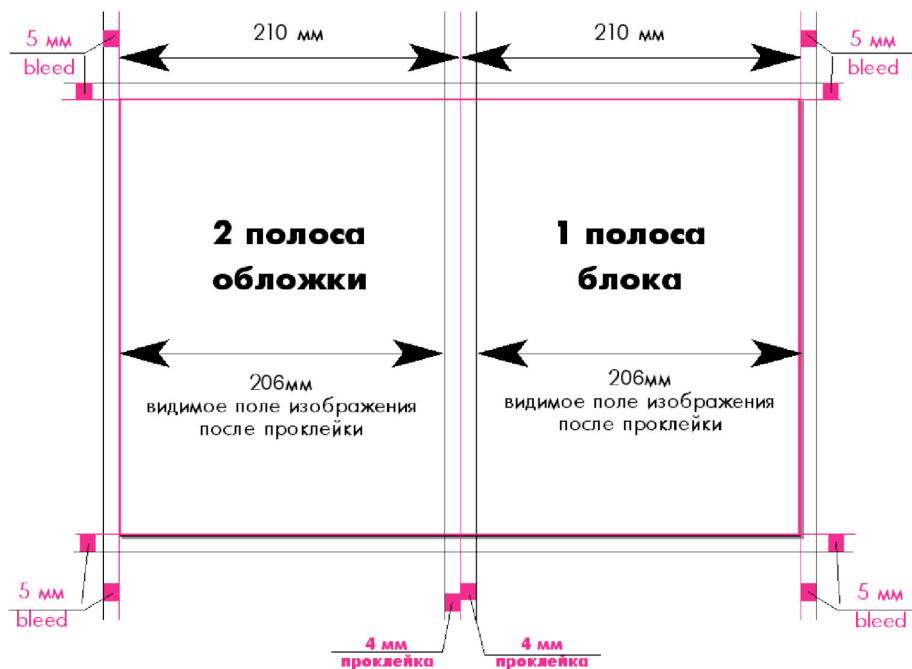 5 мм
bleed
210 мм
210 мм
5 мм
bleed
2 полоса
обложки
1 полоса
блока
206мм
видимое поле изображения
после проклейки
206мм
видимое поле изображения
после проклейки
5 мм
bleed
4 мм
проклейка
4 мм
проклейка
5 мм
bleed